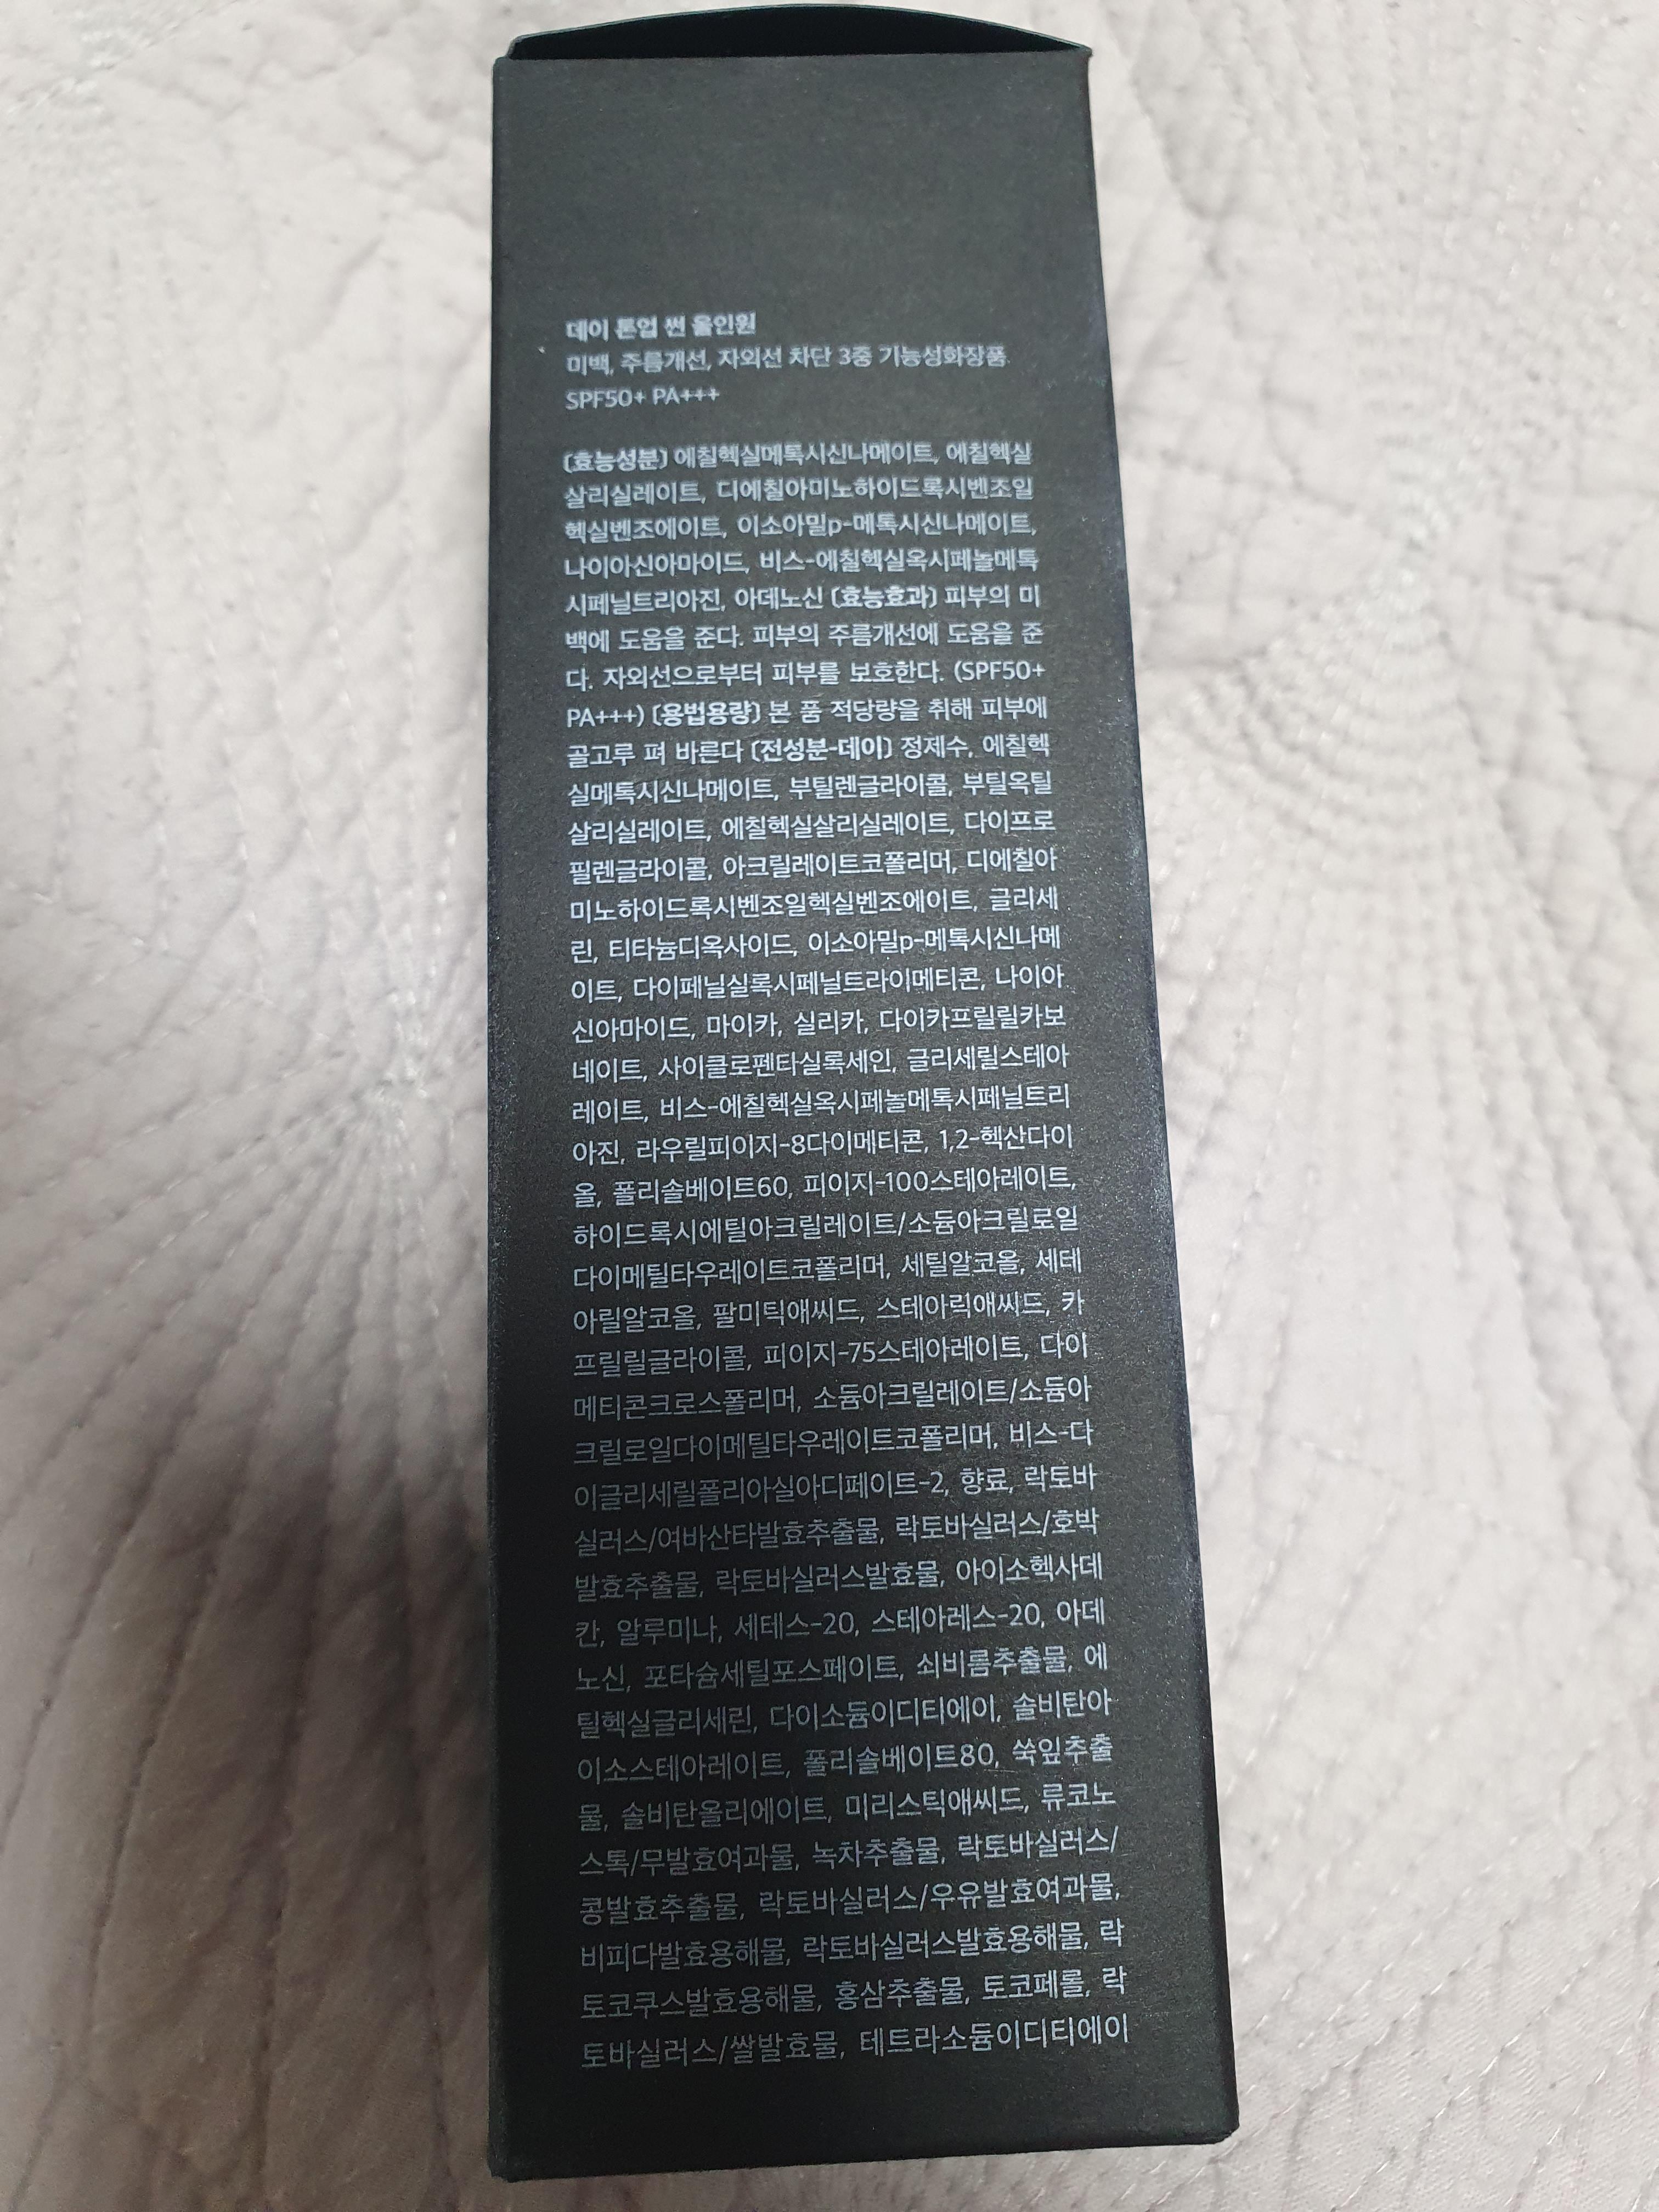 데이 톤업 썬 올인원
미백, 주름개선, 자외선 차단 3중 기능성화장품
SPF50+ PA+++
(효능성분) 에칠헥실메톡시신나메이트, 에칠헥실
살리실레이트, 디에칠아미노하이드록시벤조일
헥실벤조에이트, 이소아밀p-메톡시신나메이트,
나이아신아마이드, 비스-에칠헥실옥시페놀메톡
시페닐트리아진, 아데노신 (효능효과) 피부의 미
백에 도움을 준다. 피부의 주름개선에 도움을 준
다. 자외선으로부터 피부를 보호한다. (SPF50+
PA+++) (용법용량) 본 품 적당량을 취해 피부에
골고루 펴 바른다 (전성분-데이) 정제수, 에칠헥
실메톡시신나메이트, 부틸렌글라이콜, 부틸옥틸
살리실레이트, 에칠헥실살리실레이트, 다이프로
필렌글라이콜, 아크릴레이트코폴리머, 디에칠아
미노하이드록시벤조일헥실벤조에이트, 글리세
린, 티타늄디옥사이드, 이소아밀p-메톡시신나메
이트, 다이페닐실록시페닐트라이메티콘, 나이아
신아마이드, 마이카, 실리카, 다이카프릴릴카보
네이트, 사이클로펜타실록세인, 글리세릴스테아
레이트, 비스-에칠헥실옥시페놀메톡시페닐트리
아진, 라우릴피이지-8다이메티콘, 1,2-헥산다이
올, 폴리솔베이트60, 피이지-100스테아레이트,
하이드록시에틸아크릴레이트/소듐아크릴로일
다이메틸타우레이트코폴리머, 세틸알코올, 세테
아릴알코올, 팔미틱애씨드, 스테아릭애씨드, 카
프릴릴글라이콜, 피이지-75스테아레이트, 다이
메티콘크로스폴리머, 소듐아크릴레이트/소듐아
크릴로일다이메틸타우레이트코폴리머, 비스-다
이글리세릴폴리아실아디페이트-2, 향료, 락토바
실러스/여바산타발효추출물, 락토바실러스/호박
발효추출물, 락토바실러스발효물, 아이소헥사데
칸, 알루미나, 세테스-20, 스테아레스-20, 아데
노신, 포타슘세틸포스페이트, 쇠비름추출물, 에
틸헥실글리세린, 다이소듐이디티에이, 솔비탄아
이소스테아레이트, 폴리솔베이트80, 쑥잎추출
물, 솔비탄올리에이트, 미리스틱애씨드, 류코노
스톡/무발효여과물, 녹차추출물, 락토바실러스/
콩발효추출물, 락토바실러스/우유발효여과물,
비피다발효용해물, 락토바실러스발효용해물, 락
토코쿠스발효용해물, 홍삼추출물, 토코페롤, 락
토바실러스/쌀발효물, 테트라소듐이디티에이